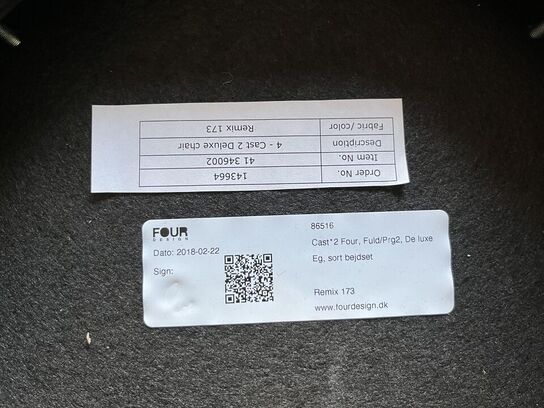 Order No. 143664
Item No. 41 346002
Description 4 - Cast 2 Deluxe chair
Fabric /color Remix 173
FOUR
DESIGN
Dato: 2018-02-22
Sign:
86516
Cast*2 Four, Fuld/Prg2, De luxe
Eg, sort bejdset
Remix 173
www.fourdesign.dk